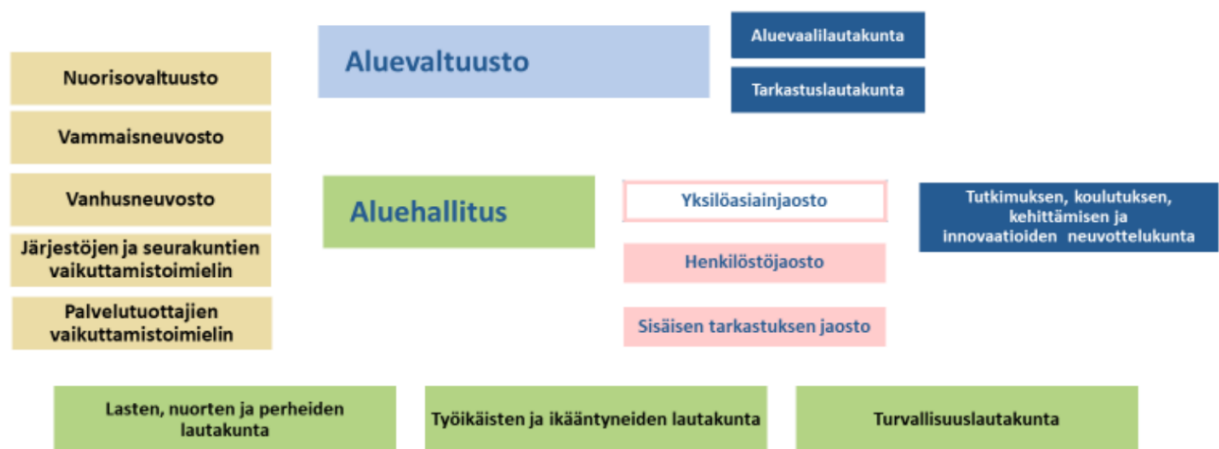 Aluevaltuusto
Aluevaalilautakunta
Tarkastuslautakunta
Nuorisovaltuusto
Vammaisneuvosto
Vanhusneuvosto
Järjestöjen ja seurakuntien
vaikuttamistoimielin
Palvelutuottajien
vaikuttamistoimielin
Aluehallitus
Yksilöasiainjaosto
Henkilöstöjaosto
Sisäisen tarkastuksen jaosto
Tutkimuksen, koulutuksen,
kehittämisen ja
innovaatioiden neuvottelukunta
Lasten, nuorten ja perheiden
lautakunta
Työikäisten ja ikääntyneiden lautakunta
Turvallisuuslautakunta